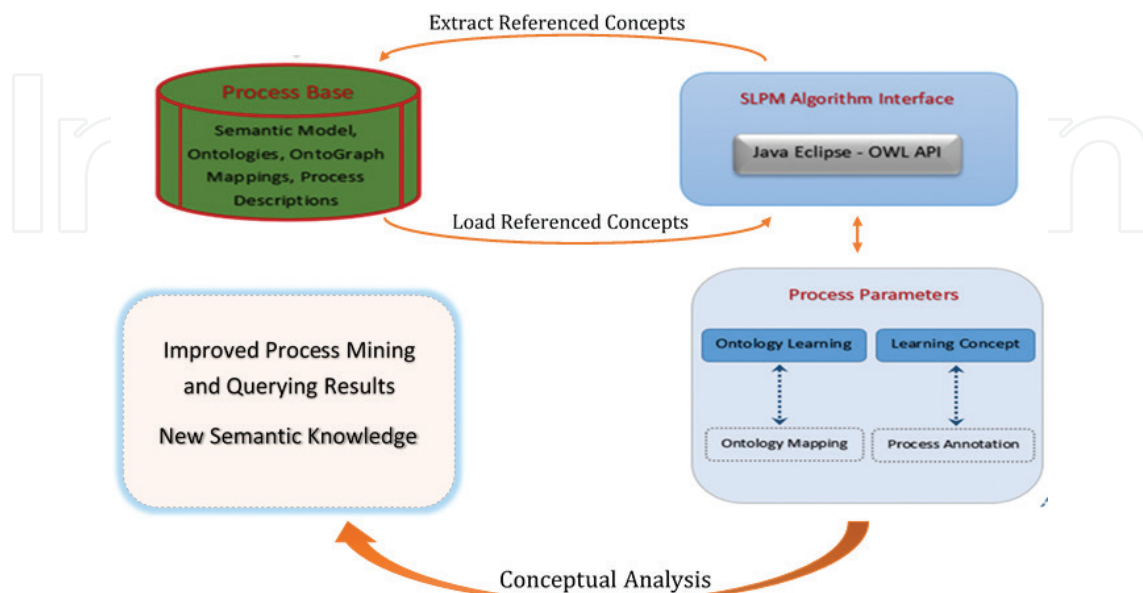 Extract Referenced Concepts
Process Base
Semantic Model,
Ontologies, OntoGraph
Mappings, Process
Descriptions
SLPM Algorithm Interface
Java Eclipse - OWL API
Load Referenced Concepts
Improved Process Mining
and Querying Results
New Semantic Knowledge
Process Parameters
Ontology Learning
Learning Concept
Ontology Mapping
Process Annotation
Conceptual Analysis